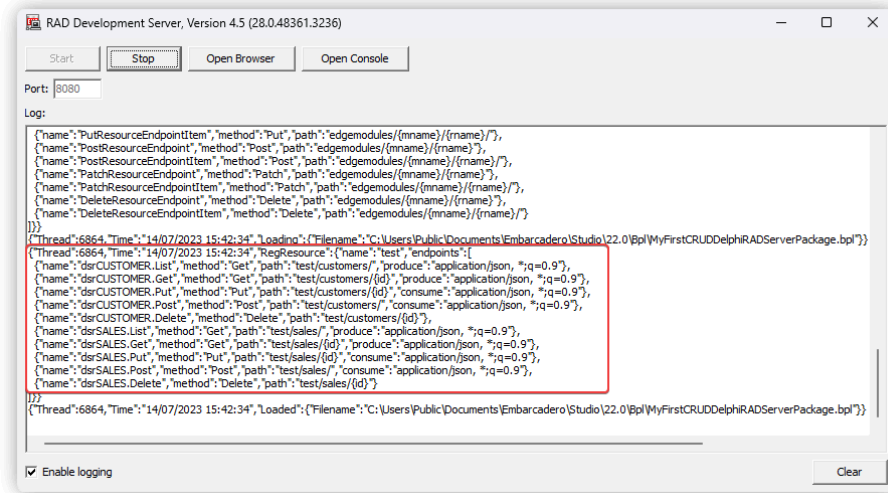 RAD Development Server, Version 4.5 (28.0.48361.3236)
Start Stop Open Browser Open Console
Port: 8080
Log:
{"name":"PutResourceEndpointItem","method":"Put","path":"edgemodules/{mname}/{rname}/"},
{"name":"PostResourceEndpoint","method":"Post","path":"edgemodules/{mname}/{rname}"},
{"name":"PostResourceEndpointItem","method":"Post","path":"edgemodules/{mname}/{rname}/"},
{"name":"PatchResourceEndpoint","method":"Patch","path":"edgemodules/{mname}/{rname}"},
{"name":"PatchResourceEndpointItem","method":"Patch","path":"edgemodules/{mname}/{rname}/"},
{"name":"DeleteResourceEndpoint","method":"Delete","path":"edgemodules/{mname}/{rname}"},
{"name":"DeleteResourceEndpointItem","method":"Delete","path":"edgemodules/{mname}/{rname}/"}
]}}
{"Thread":6864,"Time":"14/07/2023 15:42:34","Loading":{"Filename":"C:\Users\Public\Documents\Embarcadero\Studio\22.0\Bpl\MyFirstCRUDDelphiRADServerPackage.bpl"}}
{"Thread":6864,"Time":"14/07/2023 15:42:34","RegResource":{"name":"test","endpoints":[
{"name":"dsrCUSTOMER.List","method":"Get","path":"test/customers/","produce":"application/json, *;q=0.9"},
{"name":"dsrCUSTOMER.Get","method":"Get","path":"test/customers/{id}","produce":"application/json, *;q=0.9"},
{"name":"dsrCUSTOMER.Put","method":"Put","path":"test/customers/{id}","consume":"application/json, *;q=0.9"},
{"name":"dsrCUSTOMER.Post","method":"Post","path":"test/customers/","consume":"application/json, *;q=0.9"},
{"name":"dsrCUSTOMER.Delete","method":"Delete","path":"test/customers/{id}"},
{"name":"dsrSALES.List","method":"Get","path":"test/sales/","produce":"application/json, *;q=0.9"},
{"name":"dsrSALES.Get","method":"Get","path":"test/sales/{id}","produce":"application/json, *;q=0.9"},
{"name":"dsrSALES.Put","method":"Put","path":"test/sales/{id}","consume":"application/json, *;q=0.9"},
{"name":"dsrSALES.Post","method":"Post","path":"test/sales/","consume":"application/json, *;q=0.9"},
{"name":"dsrSALES.Delete","method":"Delete","path":"test/sales/{id}"}
]}}
{"Thread":6864,"Time":"14/07/2023 15:42:34","Loaded":{"Filename":"C:\Users\Public\Documents\Embarcadero\Studio\22.0\Bpl\MyFirstCRUDDelphiRADServerPackage.bpl"}}
Enable logging Clear